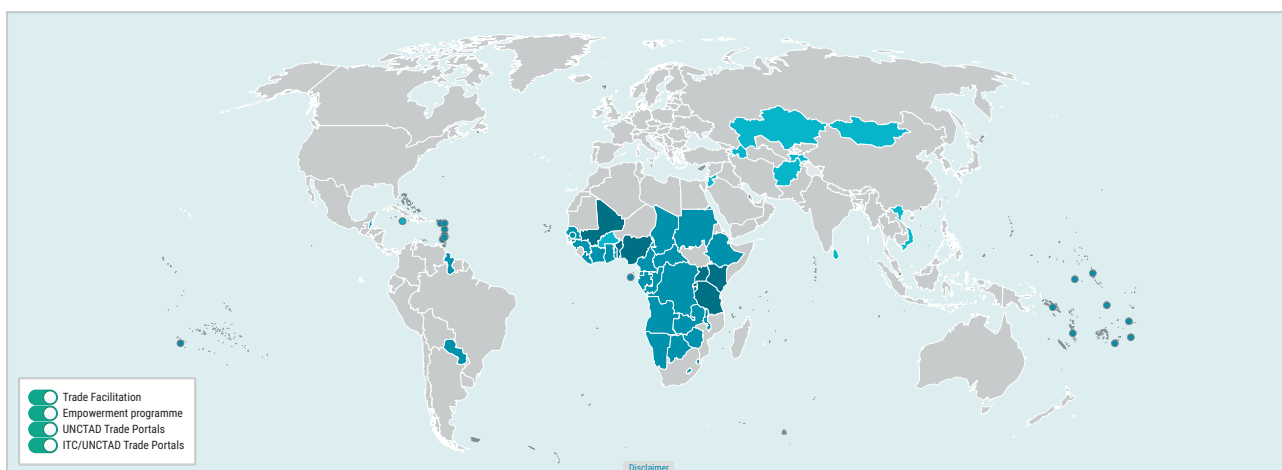 Trade Facilitation
Empowerment programme
UNCTAD Trade Portals
ITC/UNCTAD Trade Portals
Disclaimer